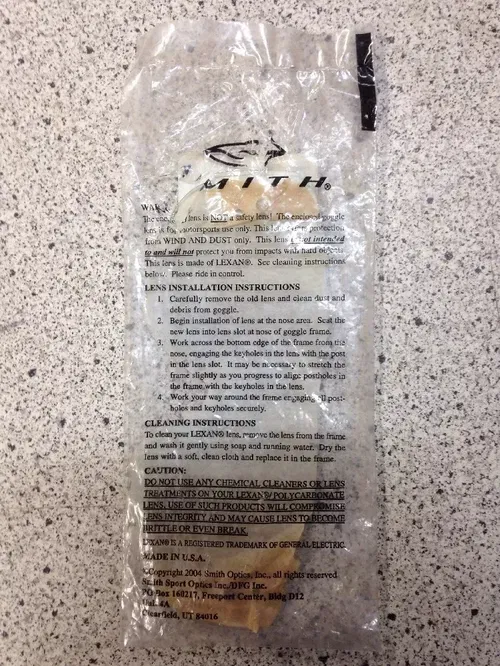 SMITH®
The lens is NOT a safety lens! The enclosed goggle
lens is for motorsports use only. This lens protection
from WIND AND DUST only. This lens is not intended
to and will not protect you from impacts with hard objects.
This lens is made of LEXAN®. See cleaning instructions
below. Please ride in control.
LENS INSTALLATION INSTRUCTIONS
1. Carefully remove the old lens and clean dust and
debris from goggle.
2. Begin installation of lens at the nose area. Seat the
new lens into lens slot at nose of goggle frame.
3. Work across the bottom edge of the frame from the
nose, engaging the keyholes in the lens with the post
in the lens slot. It may be necessary to stretch the
frame slightly as you progress to align postholes in
the frame with the keyholes in the lens.
4. Work your way around the frame engaging all post-
holes and keyholes securely.
CLEANING INSTRUCTIONS
To clean your LEXAN® lens, remove the lens from the frame
and wash it gently using soap and running water. Dry the
lens with a soft, clean cloth and replace it in the frame.
CAUTION:
DO NOT USE ANY CHEMICAL CLEANERS OR LENS
TREATMENTS ON YOUR LEXAN®/POLYCARBONATE
LENS, USE OF SUCH PRODUCTS WILL COMPROMISE
LENS INTEGRITY AND MAY CAUSE LENS TO BECOME
BRITTLE OR EVEN BREAK.
LEXAN® IS A REGISTERED TRADEMARK OF GENERAL ELECTRIC.
MADE IN U.S.A.
©Copyright 2004 Smith Optics, Inc., all rights reserved
Smith Sport Optics Inc./DFG Inc.
PO Box 160217, Freeport Center, Bldg D12
Unit 4A
Clearfield, UT 84016